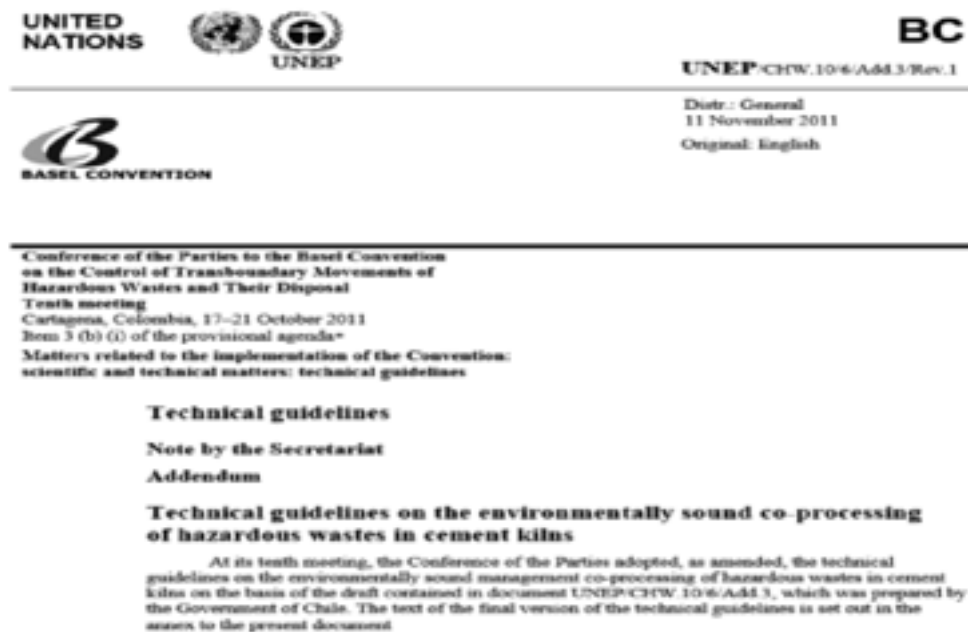 UNITED
NATIONS
UNEP
BC
UNEP/CHW.10/6/Add.3/Rev.1
Distr.: General
11 November 2011
Original: English
BASEL CONVENTION
Conference of the Parties to the Basel Convention
on the Control of Transboundary Movements of
Hazardous Wastes and Their Disposal
Tenth meeting
Cartagena, Colombia, 17–21 October 2011
Item 3 (b) (i) of the provisional agenda*
Matters related to the implementation of the Convention:
scientific and technical matters: technical guidelines
Technical guidelines
Note by the Secretariat
Addendum
Technical guidelines on the environmentally sound co-processing
of hazardous wastes in cement kilns
At its tenth meeting, the Conference of the Parties adopted, as amended, the technical
guidelines on the environmentally sound management co-processing of hazardous wastes in cement
kilns on the basis of the draft contained in document UNEP/CHW.10/6/Add.3, which was prepared by
the Government of Chile. The text of the final version of the technical guidelines is set out in the
annex to the present document